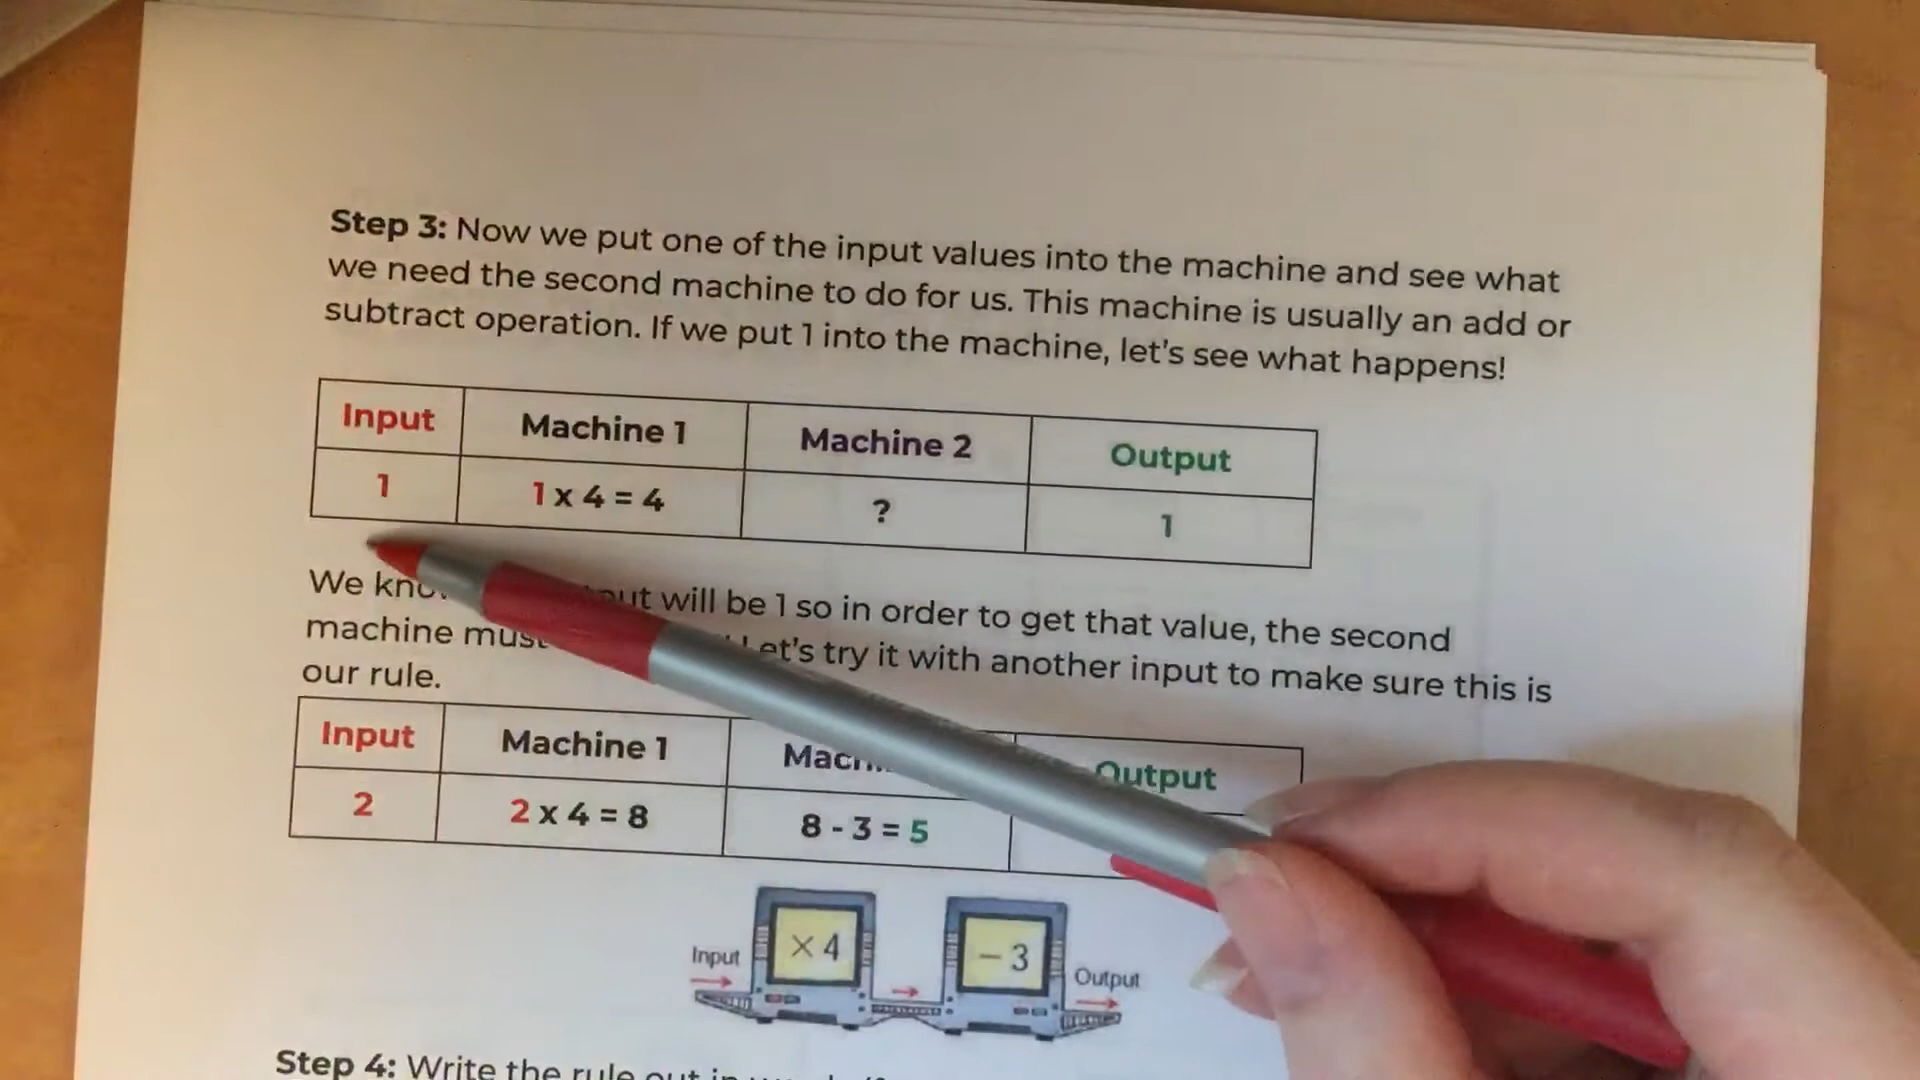 Step 3: Now we put one of the input values into the machine and see what
we need the second machine to do for us. This machine is usually an add or
subtract operation. If we put 1 into the machine, let's see what happens!
Input Machine 1 Machine 2 Output
1 1 x 4 = 4 ? 1
We will be 1 so in order to get that value, the second
machine Let's try it with another input to make sure this is
our rule.
Input Machine 1 Output
2 2 x 4 = 8 8 - 3 = 5
× 4
– 3
Input
Output
Step 4: Write the rule out in